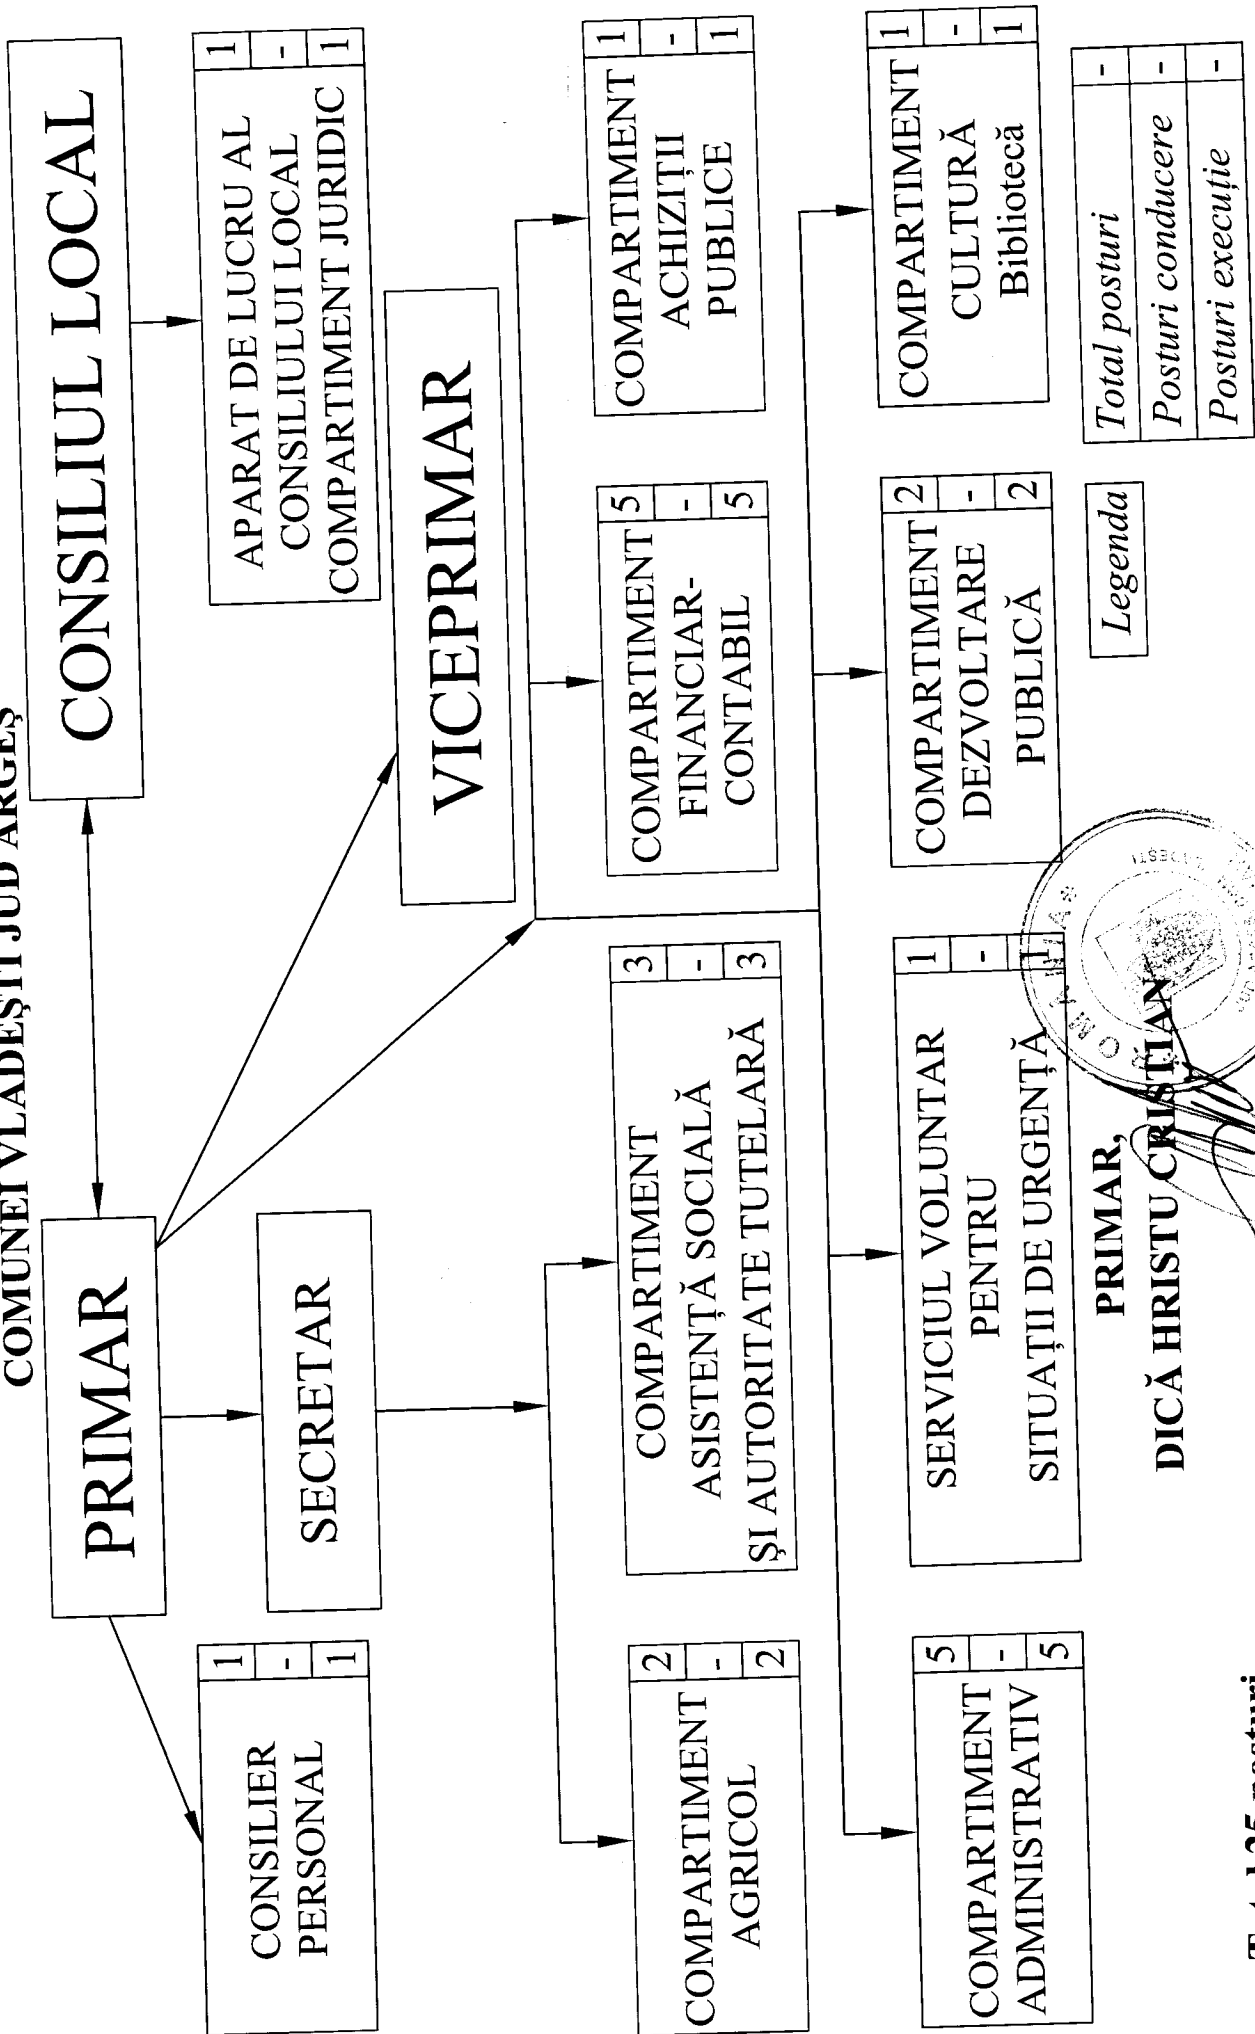 COMUNEI VLADEȘTI JUD ARGEȘ
PRIMAR
CONSILIUL LOCAL
CONSILIER
PERSONAL
1
-
1
SECRETAR
APARAT DE LUCRU AL
CONSILIULUI LOCAL
COMPARTIMENT JURIDIC
1
-
1
VICEPRIMAR
COMPARTIMENT
AGRICOL
2
-
2
COMPARTIMENT
ASISTENȚĂ SOCIALĂ
ȘI AUTORITATE TUTELARĂ
3
-
3
COMPARTIMENT
FINANCIAR-
CONTABIL
5
-
5
COMPARTIMENT
ACHIZIȚII
PUBLICE
1
-
1
COMPARTIMENT
ADMINISTRATIV
5
-
5
SERVICIUL VOLUNTAR
PENTRU
SITUAȚII DE URGENȚĂ
1
-
1
COMPARTIMENT
DEZVOLTARE
PUBLICĂ
2
-
2
COMPARTIMENT
CULTURĂ
Bibliotecă
1
-
1
PRIMAR,
DICĂ HRISTU CRISTIAN
ROMANIA
Legenda
Total posturi -
Posturi conducere -
Posturi execuție -
Total 25 posturi